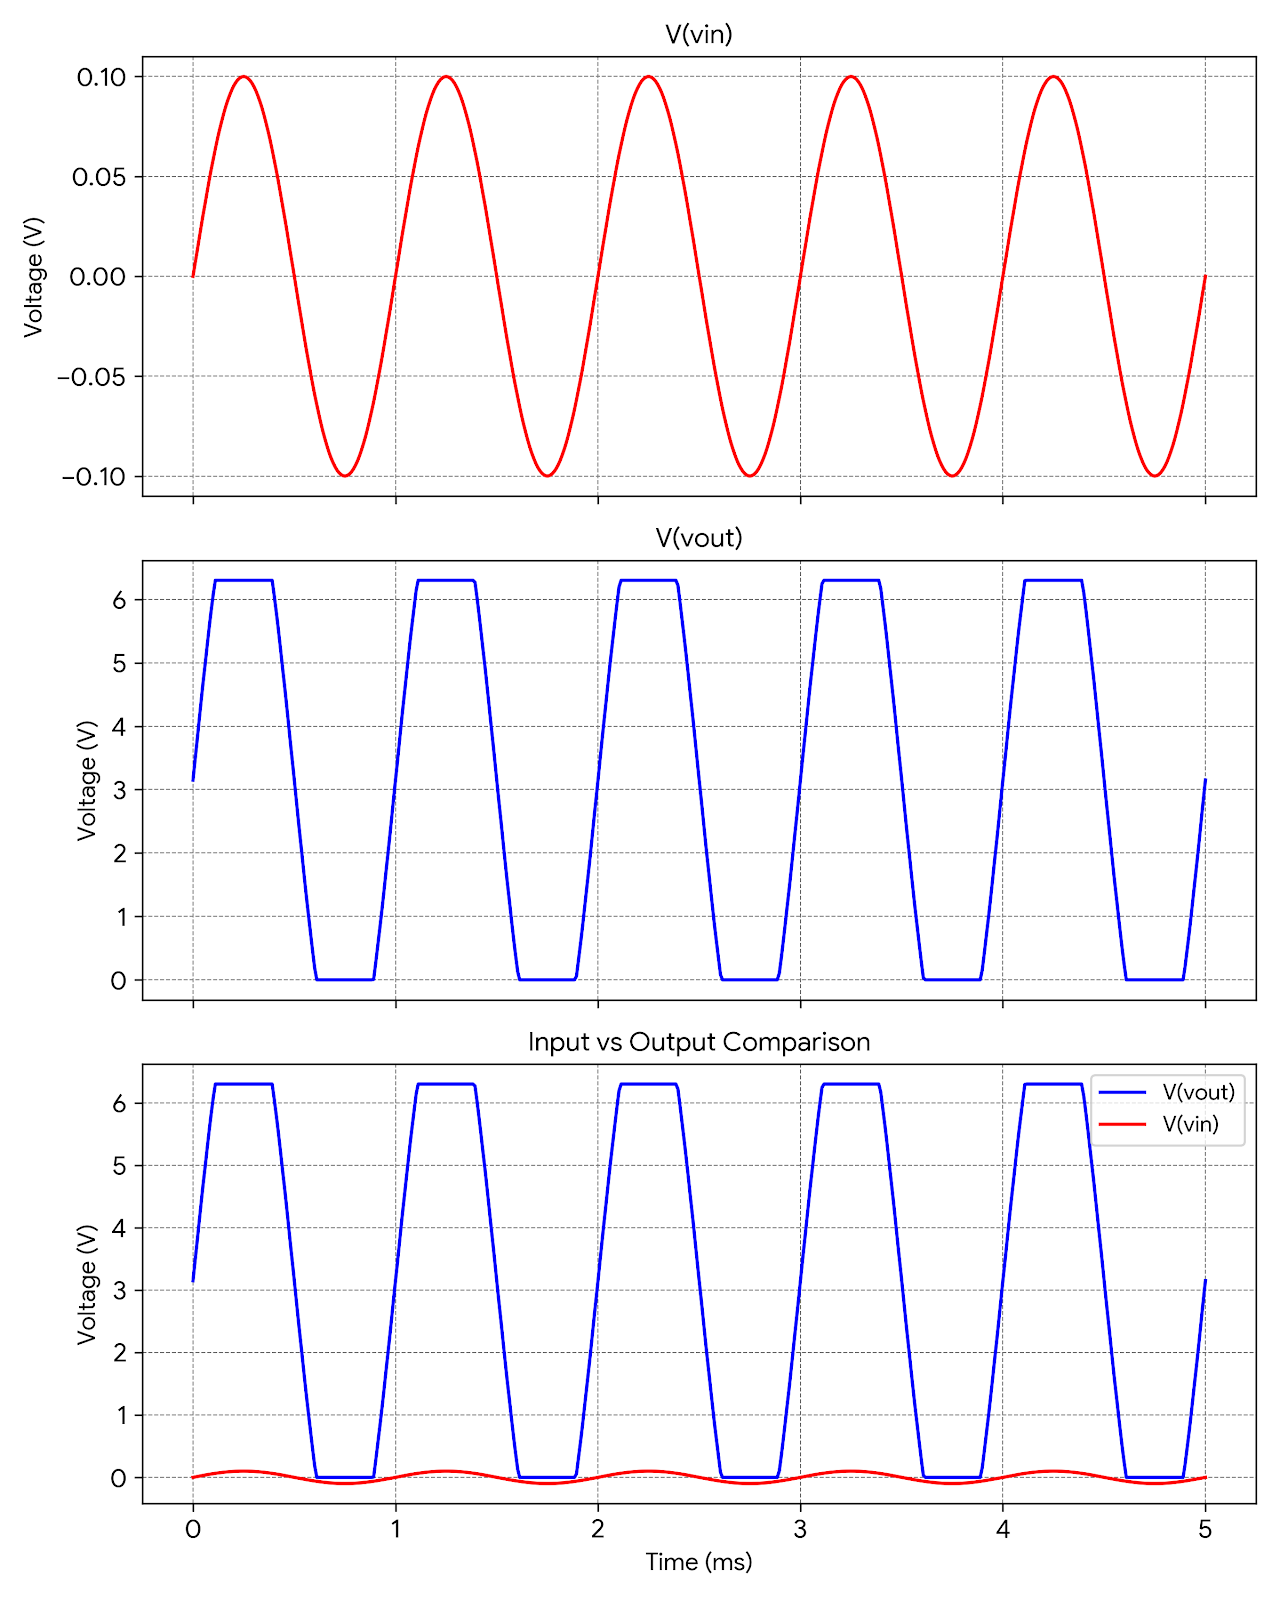 V(vin)
0.10
0.05
0.00
−0.05
−0.10
Voltage (V)
V(vout)
6
5
4
3
2
1
0
Voltage (V)
Input vs Output Comparison
V(vout)
V(vin)
6
5
4
3
2
1
0
Voltage (V)
0 1 2 3 4 5
Time (ms)